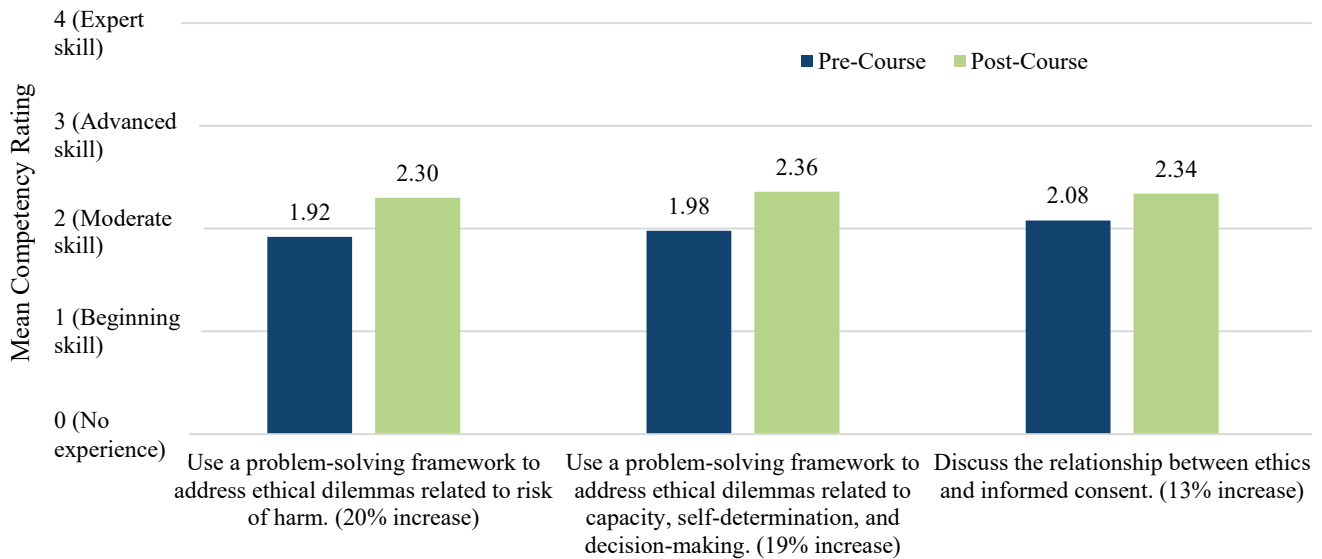 Mean Competency Rating
4 (Expert
skill)
3 (Advanced
skill)
2 (Moderate
skill)
1 (Beginning
skill)
0 (No
experience)
Pre-Course
Post-Course
1.92
2.30
1.98
2.36
2.08
2.34
Use a problem-solving framework to
address ethical dilemmas related to risk
of harm. (20% increase)
Use a problem-solving framework to
address ethical dilemmas related to
capacity, self-determination, and
decision-making. (19% increase)
Discuss the relationship between ethics
and informed consent. (13% increase)